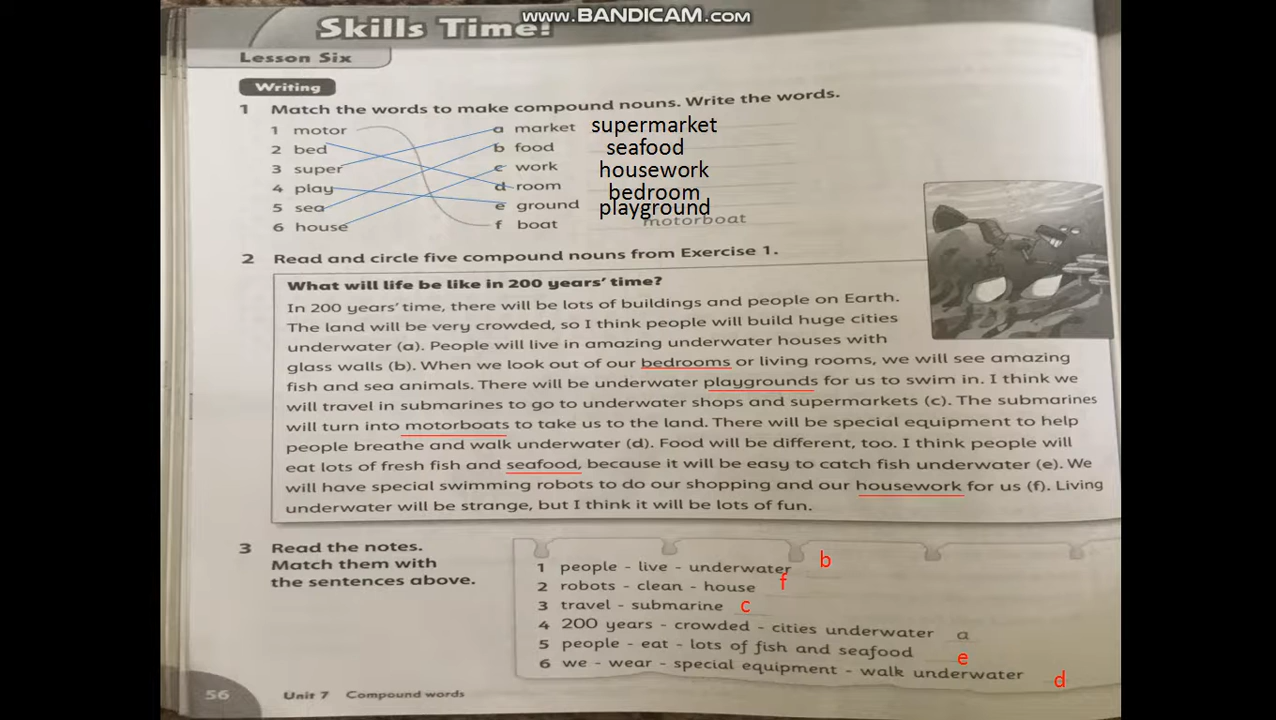 WWW.BANDICAM.COM
Skills Time!
Lesson Six
Writing
1 Match the words to make compound nouns. Write the words.
1 motor a market supermarket
2 bed b food seafood
3 super c work housework
4 play d room bedroom
5 sea e ground playground
6 house f boat motorboat
2 Read and circle five compound nouns from Exercise 1.
What will life be like in 200 years' time?
In 200 years' time, there will be lots of buildings and people on Earth.
The land will be very crowded, so I think people will build huge cities
underwater (a). People will live in amazing underwater houses with
glass walls (b). When we look out of our bedrooms or living rooms, we will see amazing
fish and sea animals. There will be underwater playgrounds for us to swim in. I think we
will travel in submarines to go to underwater shops and supermarkets (c). The submarines
will turn into motorboats to take us to the land. There will be special equipment to help
people breathe and walk underwater (d). Food will be different, too. I think people will
eat lots of fresh fish and seafood, because it will be easy to catch fish underwater (e). We
will have special swimming robots to do our shopping and our housework for us (f). Living
underwater will be strange, but I think it will be lots of fun.
3 Read the notes.
Match them with
the sentences above.
1 people - live - underwater b
2 robots - clean - house f
3 travel - submarine c
4 200 years - crowded - cities underwater a
5 people - eat - lots of fish and seafood e
6 we - wear - special equipment - walk underwater d
56 Unit 7 Compound words